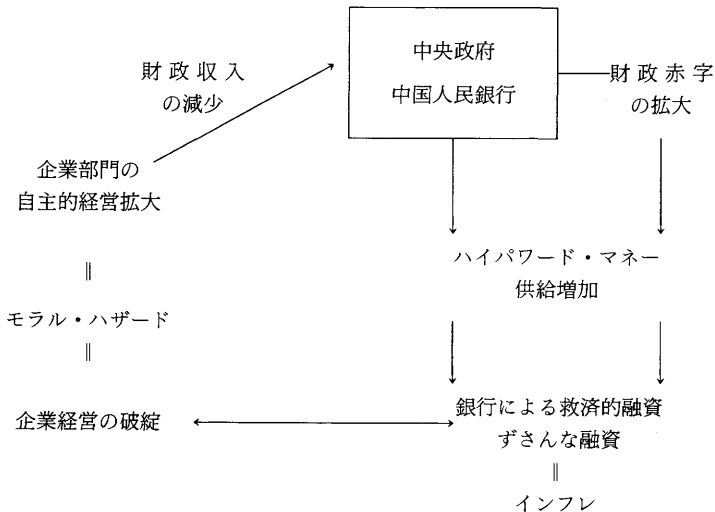 中央政府
中国人民銀行
財政収入
の減少
財政赤字
の拡大
企業部門の
自主的経営拡大
ハイパワード・マネー
供給増加
‖
モラル・ハザード
‖
企業経営の破綻
銀行による救済的融資
ずさんな融資
‖
インフレ